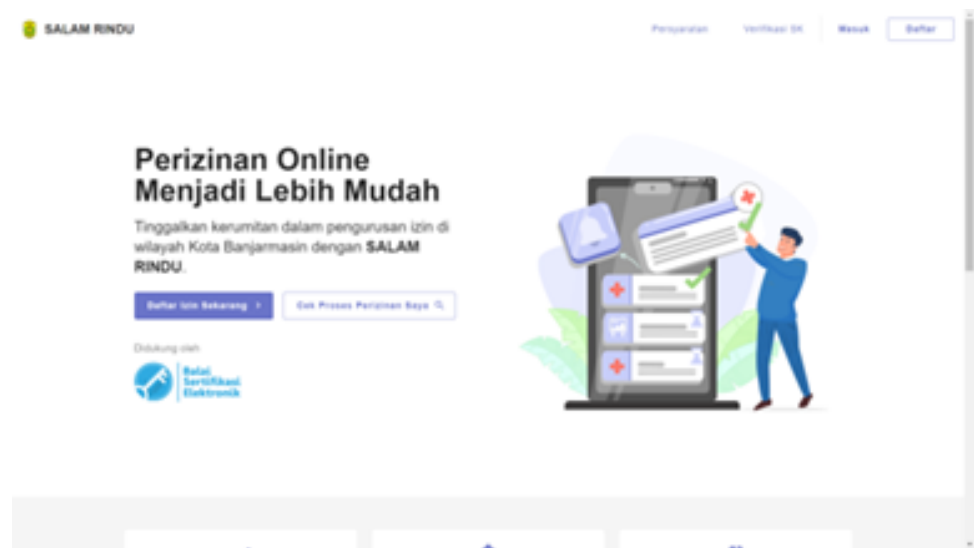 SALAM RINDU
Persyaratan
Verifikasi SK
Masuk
Daftar
Perizinan Online
Menjadi Lebih Mudah
Tinggalkan kerumitan dalam pengurusan izin di
wilayah Kota Banjarmasin dengan SALAM
RINDU.
Daftar Izin Sekarang
Cek Proses Perizinan Saya
Didukung oleh
Balai
Sertifikasi
Elektronik